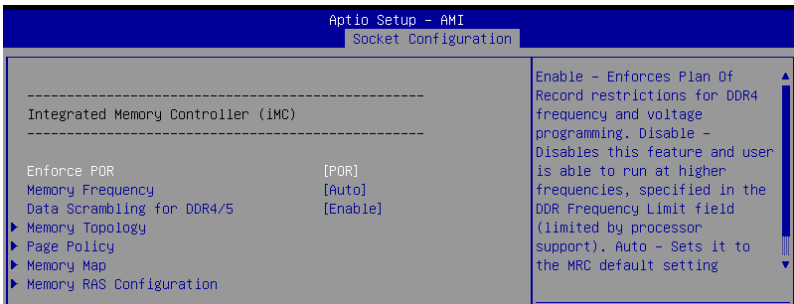 Aptio Setup – AMI
Socket Configuration
------------------------------------------------
Integrated Memory Controller (iMC)
------------------------------------------------
Enforce POR [POR]
Memory Frequency [Auto]
Data Scrambling for DDR4/5 [Enable]
Memory Topology
Page Policy
Memory Map
Memory RAS Configuration
Enable – Enforces Plan Of
Record restrictions for DDR4
frequency and voltage
programming. Disable –
Disables this feature and user
is able to run at higher
frequencies, specified in the
DDR Frequency Limit field
(limited by processor
support). Auto – Sets it to
the MRC default setting